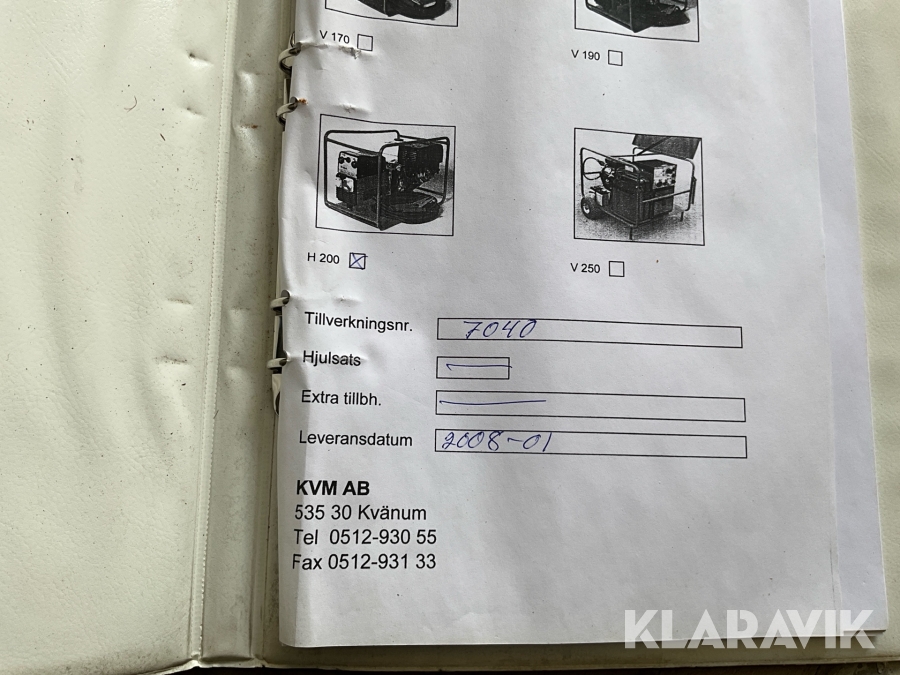 V 170
V 190
H 200
V 250
Tillverkningsnr. 7040
Hjulsats
Extra tillbh.
Leveransdatum 2008-01
KVM AB
535 30 Kvänum
Tel 0512-930 55
Fax 0512-931 33
KLARAVIK